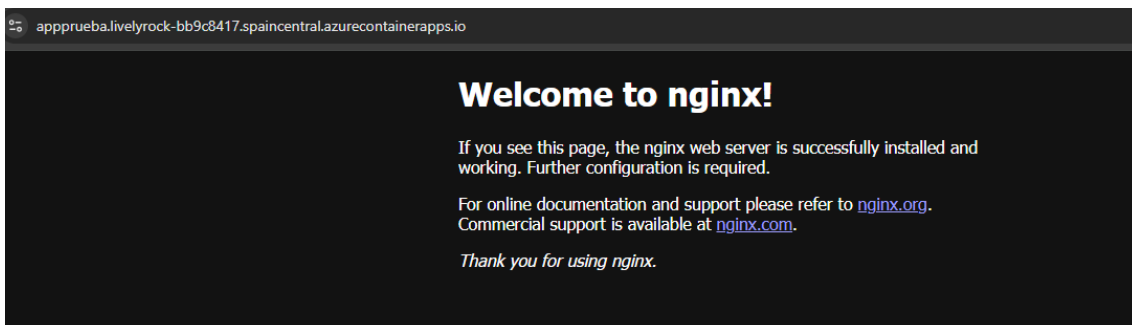 appprueba.livelyrock-bb9c8417.spaincentral.azurecontainerapps.io
Welcome to nginx!
If you see this page, the nginx web server is successfully installed and
working. Further configuration is required.
For online documentation and support please refer to nginx.org.
Commercial support is available at nginx.com.
Thank you for using nginx.